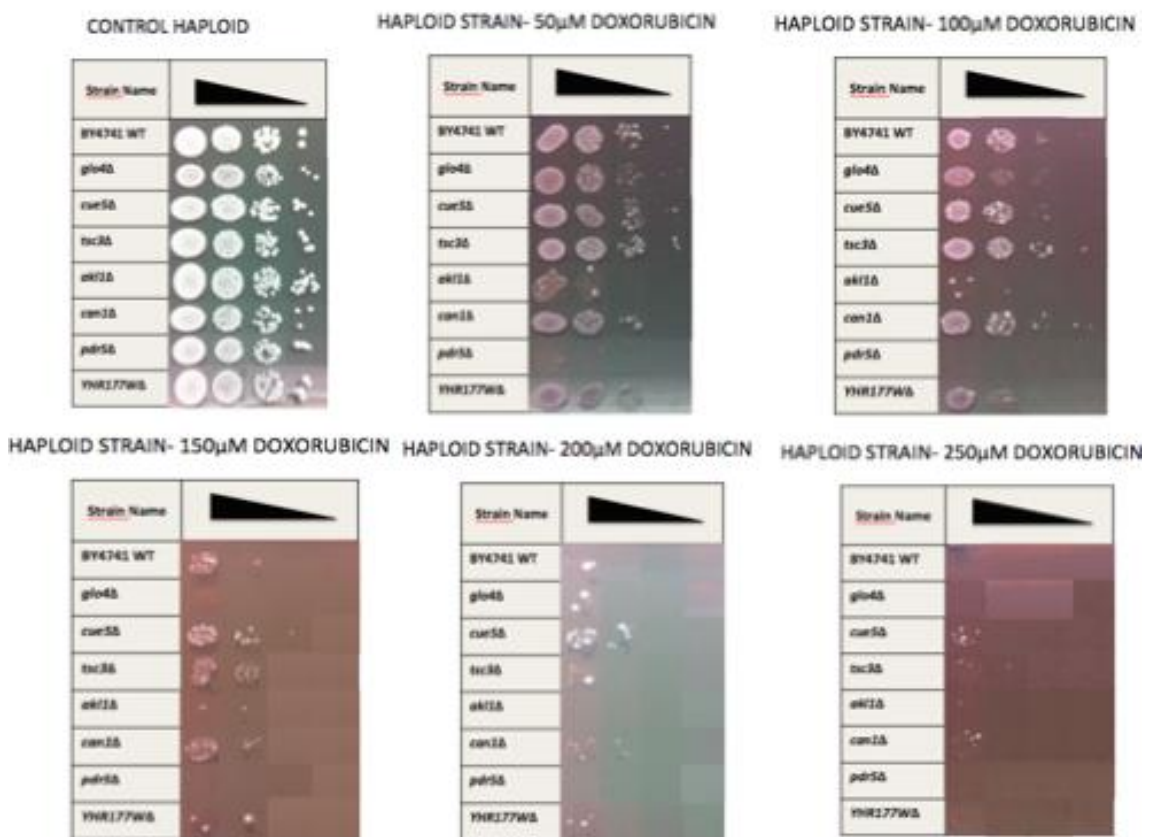 CONTROL HAPLOID
Strain Name
BY4741 WT
glo4Δ
cue5Δ
tsc3Δ
akl1Δ
can1Δ
pdr5Δ
YHR177WΔ
HAPLOID STRAIN- 50μM DOXORUBICIN
Strain Name
BY4741 WT
glo4Δ
cue5Δ
tsc3Δ
akl1Δ
can1Δ
pdr5Δ
YHR177WΔ
HAPLOID STRAIN- 100μM DOXORUBICIN
Strain Name
BY4741 WT
glo4Δ
cue5Δ
tsc3Δ
akl1Δ
can1Δ
pdr5Δ
YHR177WΔ
HAPLOID STRAIN- 150μM DOXORUBICIN
Strain Name
BY4741 WT
glo4Δ
cue5Δ
tsc3Δ
akl1Δ
can1Δ
pdr5Δ
YHR177WΔ
HAPLOID STRAIN- 200μM DOXORUBICIN
Strain Name
BY4741 WT
glo4Δ
cue5Δ
tsc3Δ
akl1Δ
can1Δ
pdr5Δ
YHR177WΔ
HAPLOID STRAIN- 250μM DOXORUBICIN
Strain Name
BY4741 WT
glo4Δ
cue5Δ
tsc3Δ
akl1Δ
can1Δ
pdr5Δ
YHR177WΔ